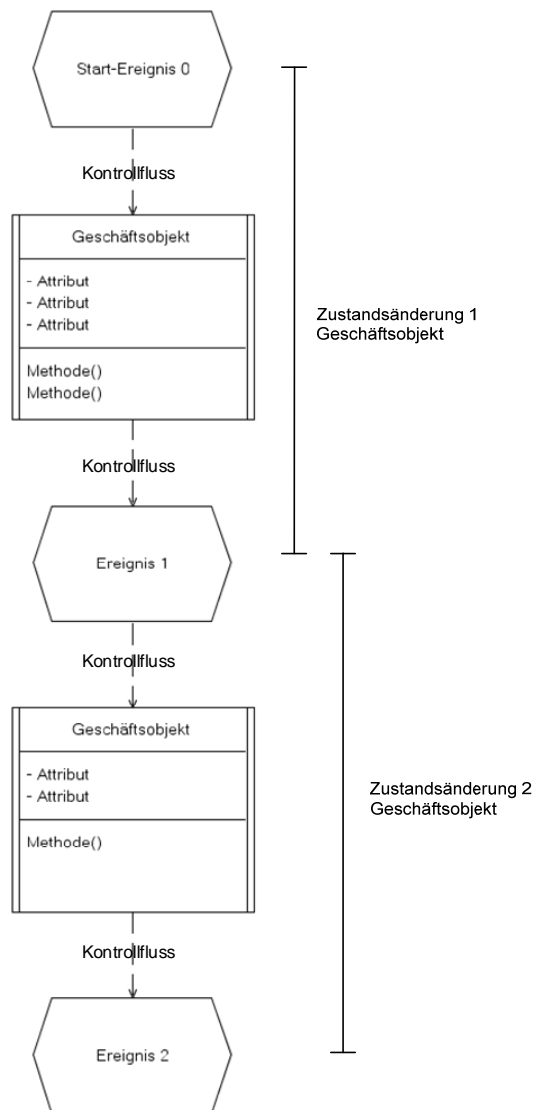 Start-Ereignis 0
Kontrollfluss
Geschäftsobjekt
- Attribut
- Attribut
- Attribut
Methode()
Methode()
Zustandsänderung 1
Geschäftsobjekt
Kontrollfluss
Ereignis 1
Kontrollfluss
Geschäftsobjekt
- Attribut
- Attribut
Methode()
Zustandsänderung 2
Geschäftsobjekt
Kontrollfluss
Ereignis 2